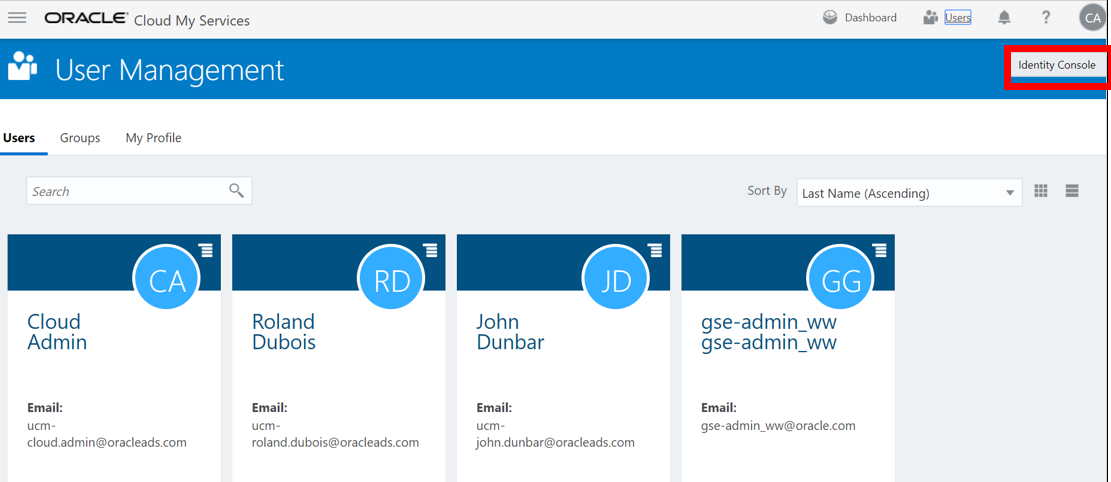 ORACLE Cloud My Services
Dashboard
Users
?
CA
User Management
Identity Console
Users
Groups
My Profile
Search
Sort By
Last Name (Ascending)
CA
Cloud
Admin
Email:
ucm-
cloud.admin@oracleads.com
RD
Roland
Dubois
Email:
ucm-
roland.dubois@oracleads.com
JD
John
Dunbar
Email:
ucm-
john.dunbar@oracleads.com
GG
gse-admin_ww
gse-admin_ww
Email:
gse-admin_ww@oracle.com